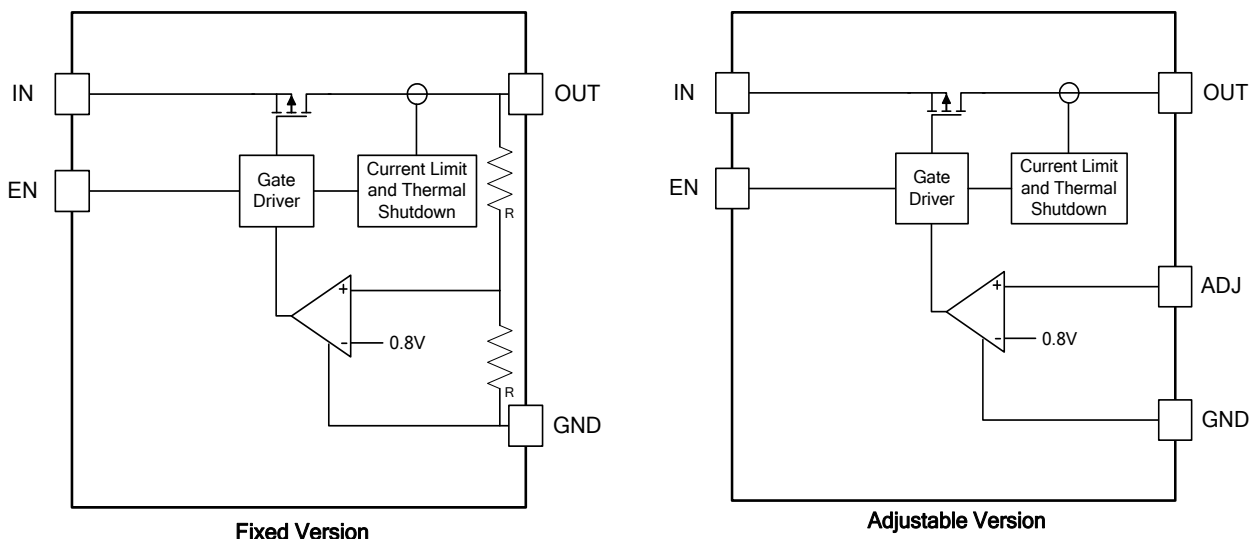 IN
OUT
EN
Gate
Driver
Current Limit
and Thermal
Shutdown
R
+
-
0.8V
R
GND
Fixed Version
IN
OUT
EN
Gate
Driver
Current Limit
and Thermal
Shutdown
ADJ
+
-
0.8V
GND
Adjustable Version